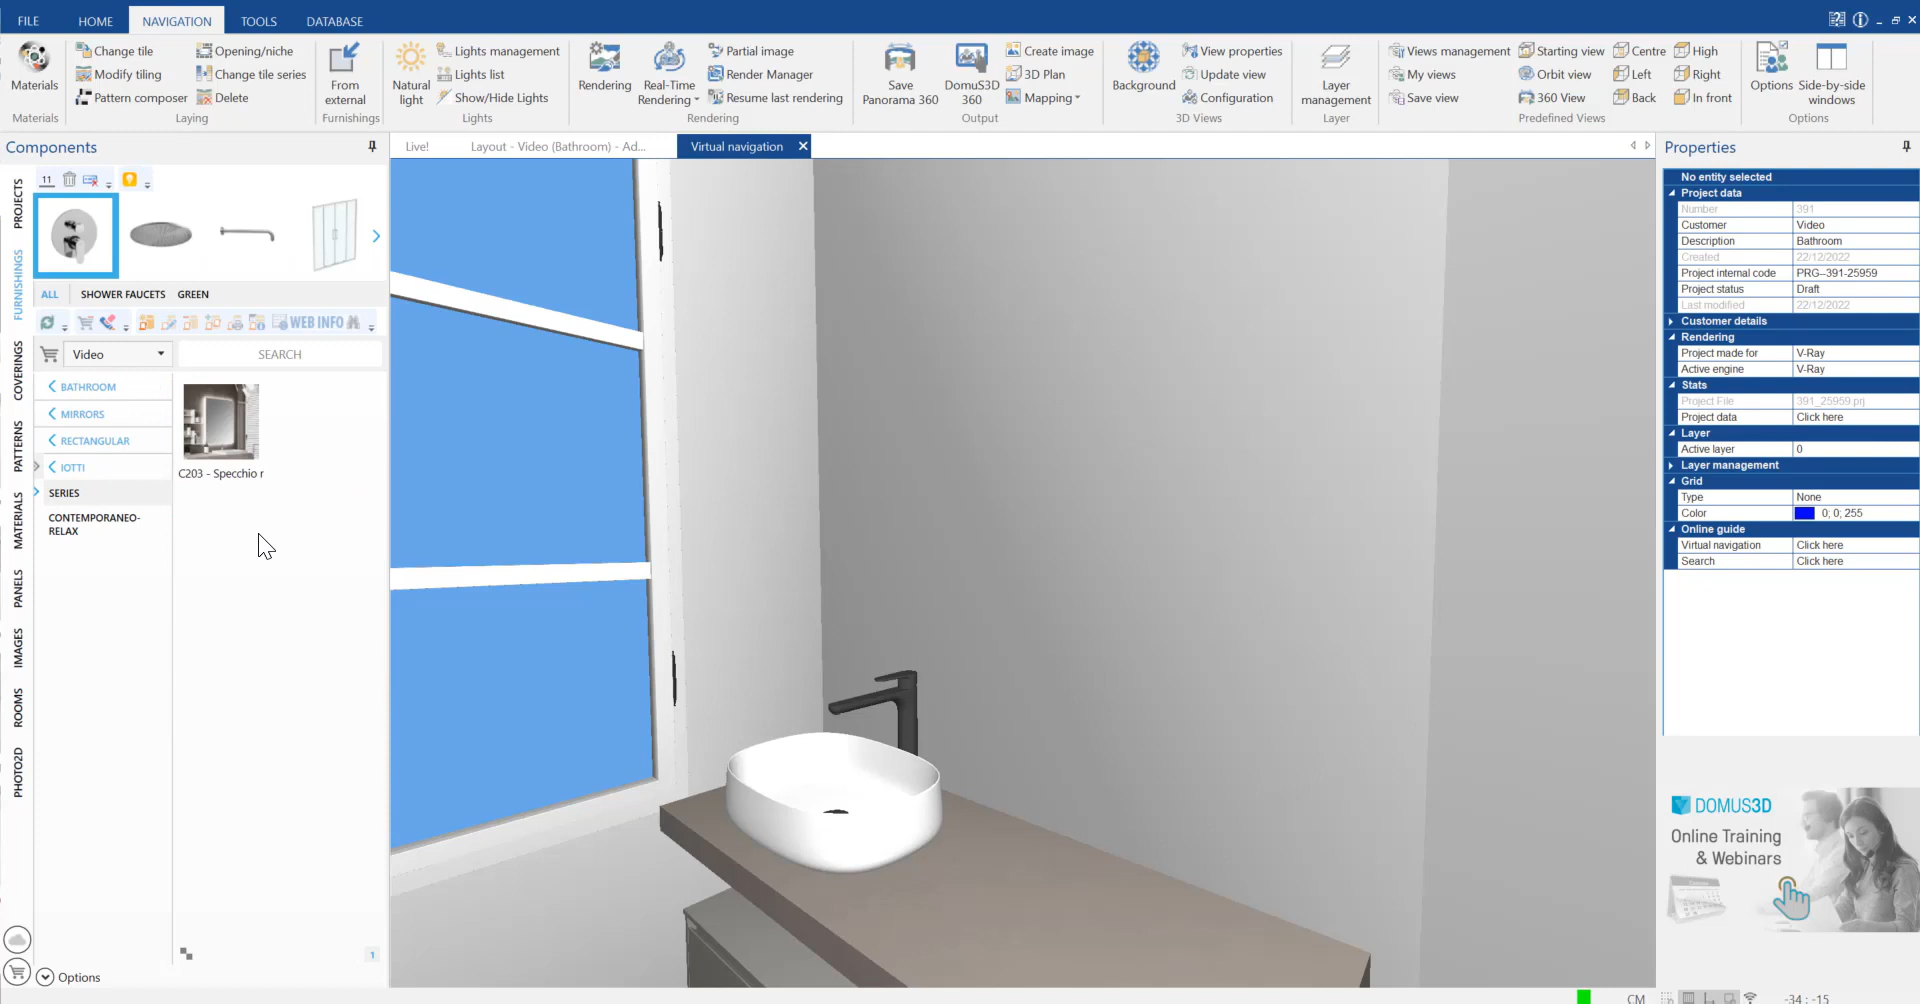 FILE HOME NAVIGATION TOOLS DATABASE
Materials
Materials
Change tile
Modify tiling
Pattern composer
Opening/niche
Change tile series
Delete
Laying
From
external
Furnishings
Natural
light
Lights management
Lights list
Show/Hide Lights
Lights
Rendering
Real-Time
Rendering
Partial image
Render Manager
Resume last rendering
Rendering
Save
Panorama 360
DomuS3D
360
Create image
3D Plan
Mapping
Output
Background
View properties
Update view
Configuration
3D Views
Layer
management
Layer
Views management
My views
Save view
Starting view
Orbit view
360 View
Centre
Left
Back
High
Right
In front
Predefined Views
Options
Side-by-side
windows
Options
Components
Live!
Layout - Video (Bathroom) - Ad...
Virtual navigation
Properties
PROJECTS
FURNISHINGS
COVERINGS
PATTERNS
MATERIALS
PANELS
IMAGES
ROOMS
PHOTO2D
11
ALL SHOWER FAUCETS GREEN
WEB INFO
Video
SEARCH
BATHROOM
MIRRORS
RECTANGULAR
IOTTI
SERIES
CONTEMPORANEO-
RELAX
C203 - Specchio r
1
Options
No entity selected
Project data
Number 391
Customer Video
Description Bathroom
Created 22/12/2022
Project internal code PRG--391-25959
Project status Draft
Last modified 22/12/2022
Customer details
Rendering
Project made for V-Ray
Active engine V-Ray
Stats
Project File 391_25959.prj
Project data Click here
Layer
Active layer 0
Layer management
Grid
Type None
Color 0; 0; 255
Online guide
Virtual navigation Click here
Search Click here
DOMUS3D
Online Training
& Webinars
CM
-34 : -15